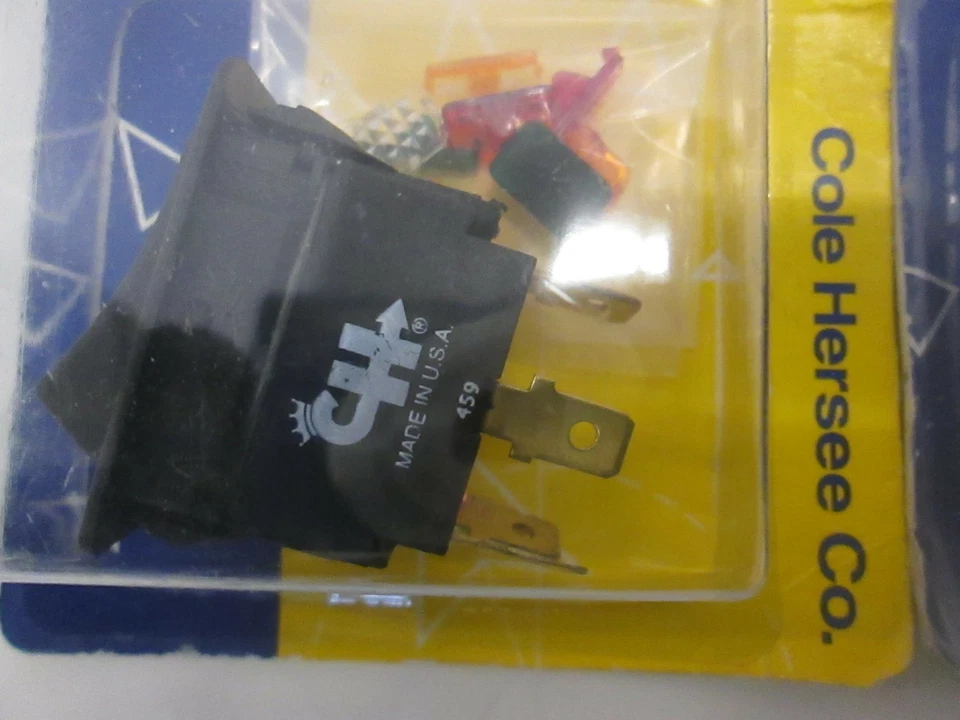 Cole Hersee Co.
CH ®
MADE IN U.S.A.
459